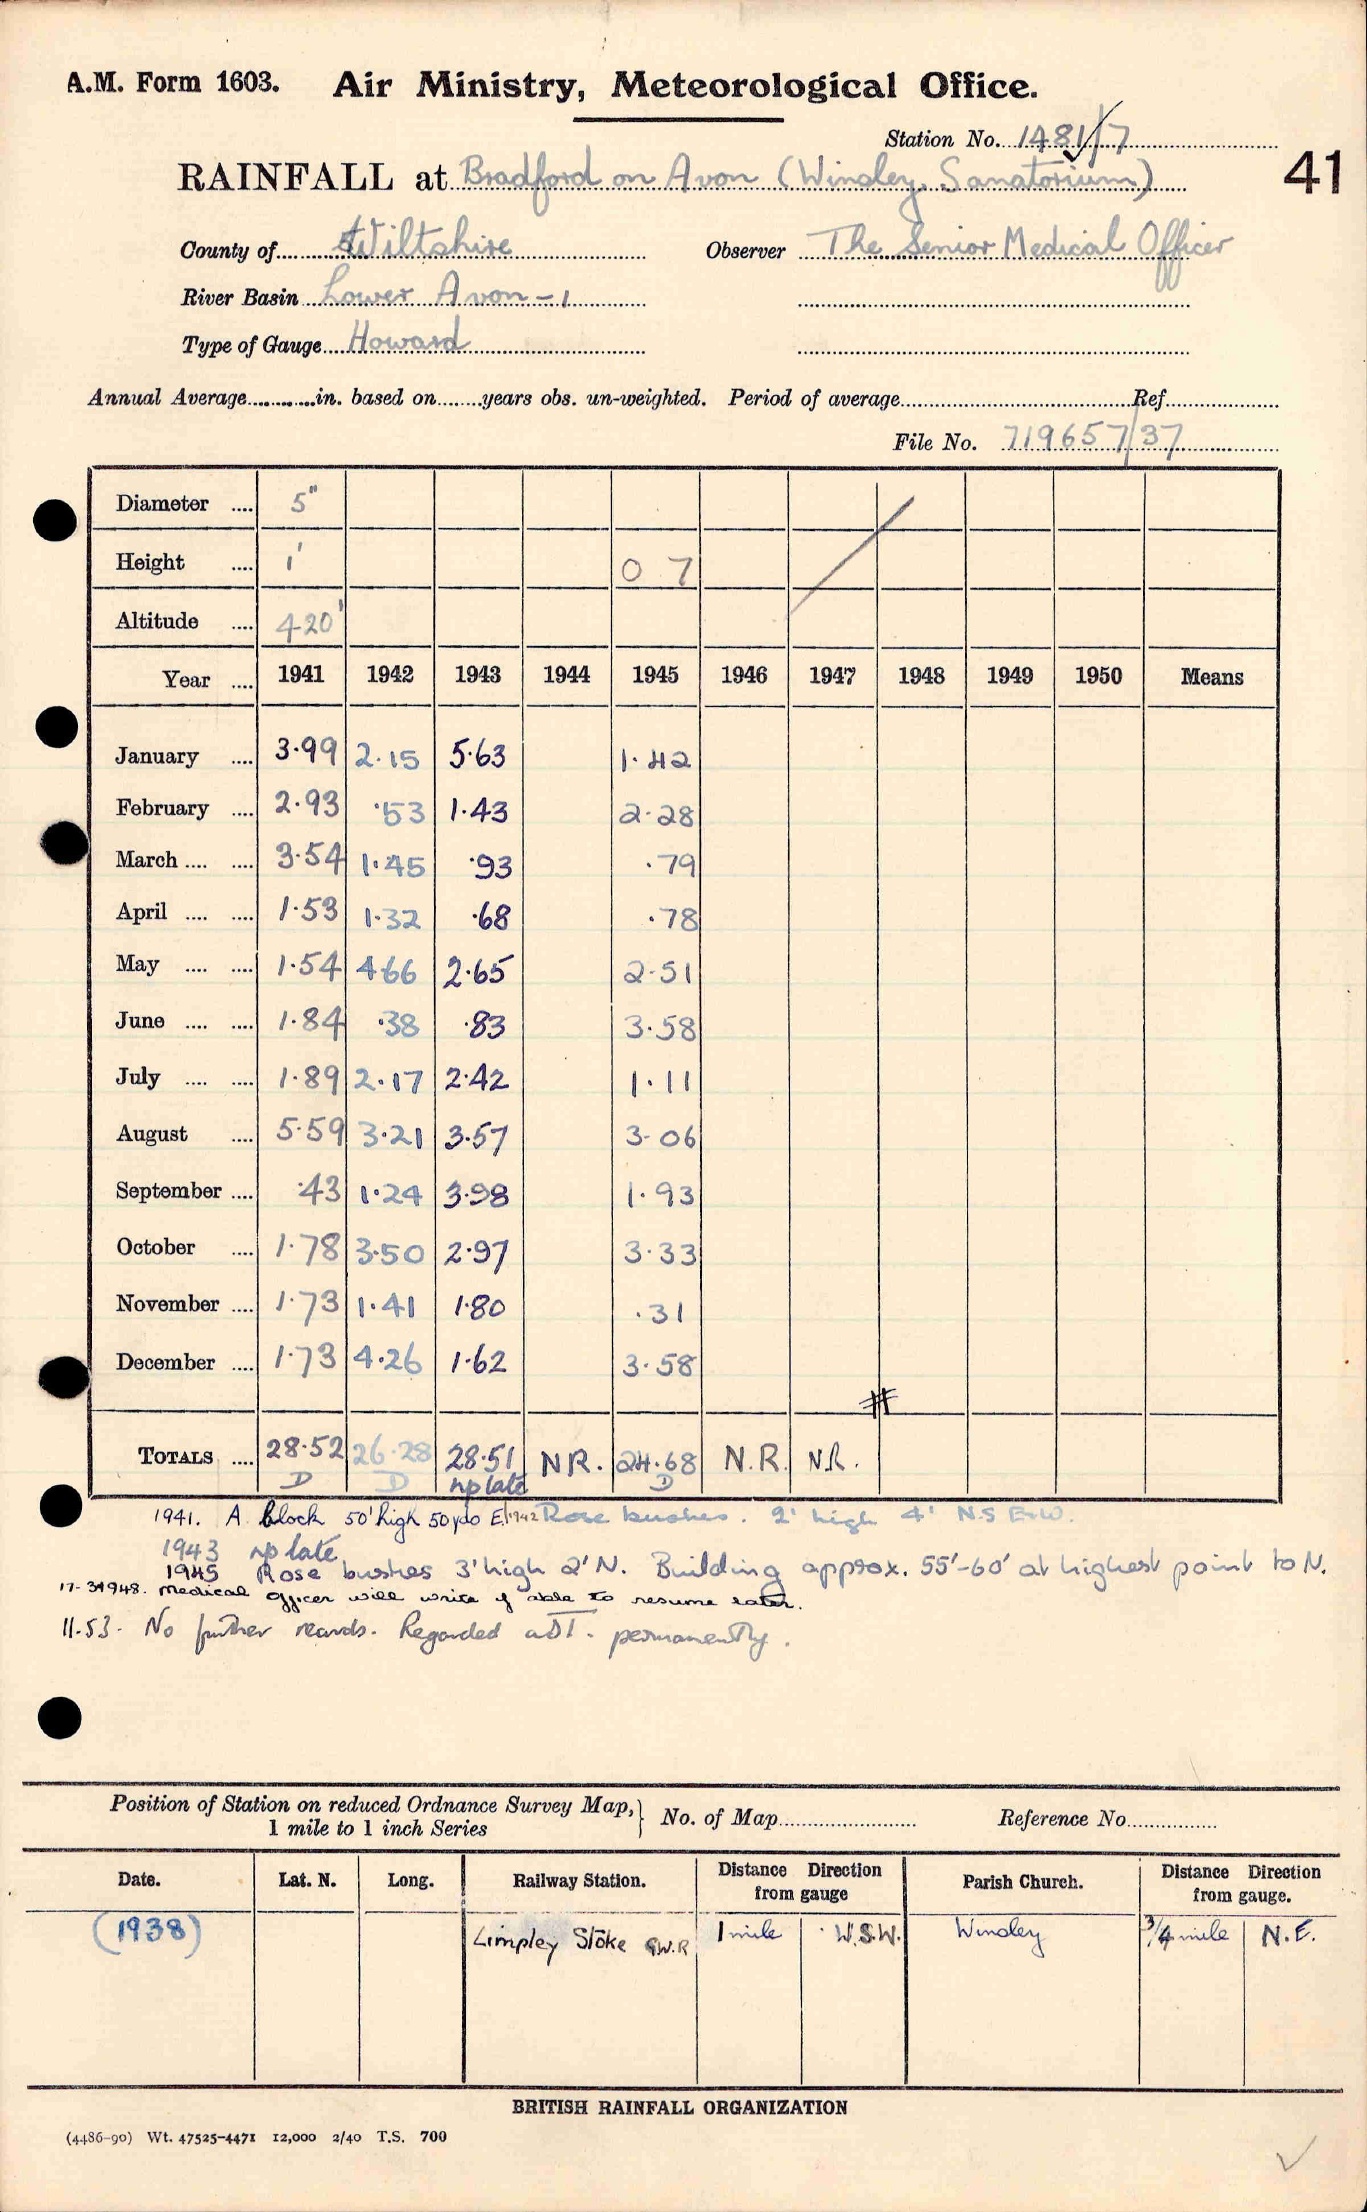 A.M. Form 1603. Air Ministry, Meteorological Office.
Station No. 1481/7
41
RAINFALL at Bradford on Avon (Winsley, Sanatorium)
County of Wiltshire Observer The Senior Medical Officer
River Basin Lower Avon - 1
Type of Gauge Howard
Annual Average in. based on years obs. un-weighted. Period of average Ref
File No. 719657/37
Diameter .... 5"
Height .... 1' 0 7
Altitude .... 420'
Year .... 1941 1942 1943 1944 1945 1946 1947 1948 1949 1950 Means
January .... 3.99 2.15 5.63 1.42
February .... 2.93 .53 1.43 2.28
March .... .... 3.54 1.45 .93 .79
April .... .... 1.53 1.32 .68 .78
May .... .... 1.54 4.66 2.65 2.51
June .... .... 1.84 .38 .83 3.58
July .... .... 1.89 2.17 2.42 1.11
August .... 5.59 3.21 3.57 3.06
September .... .43 1.24 3.98 1.93
October .... 1.78 3.50 2.97 3.33
November .... 1.73 1.41 1.80 .31
December .... 1.73 4.26 1.62 3.58
#
TOTALS .... 28.52 26.28 28.51 N.R. 24.68 N.R. N.R.
D D np late D
1941. A block 50' high 50 yds E. 1942 Rose bushes. 2' high 4' N.S E & W.
1943 np late
1945 Rose bushes 3' high 2' N. Building approx. 55'-60' at highest point to N.
17-3-1948. Medical Officer will write if able to resume later.
11.53. No further records. Regarded as T. permanently.
Position of Station on reduced Ordnance Survey Map, } No. of Map Reference No.
1 mile to 1 inch Series
Date. Lat. N. Long. Railway Station. Distance Direction from gauge Parish Church. Distance Direction from gauge.
(1938) Limpley Stoke G.W.R 1 mile W.S.W. Winsley 3/4 mile N.E.
BRITISH RAINFALL ORGANIZATION
(4486-90) Wt. 47525-4471 12,000 2/40 T.S. 700